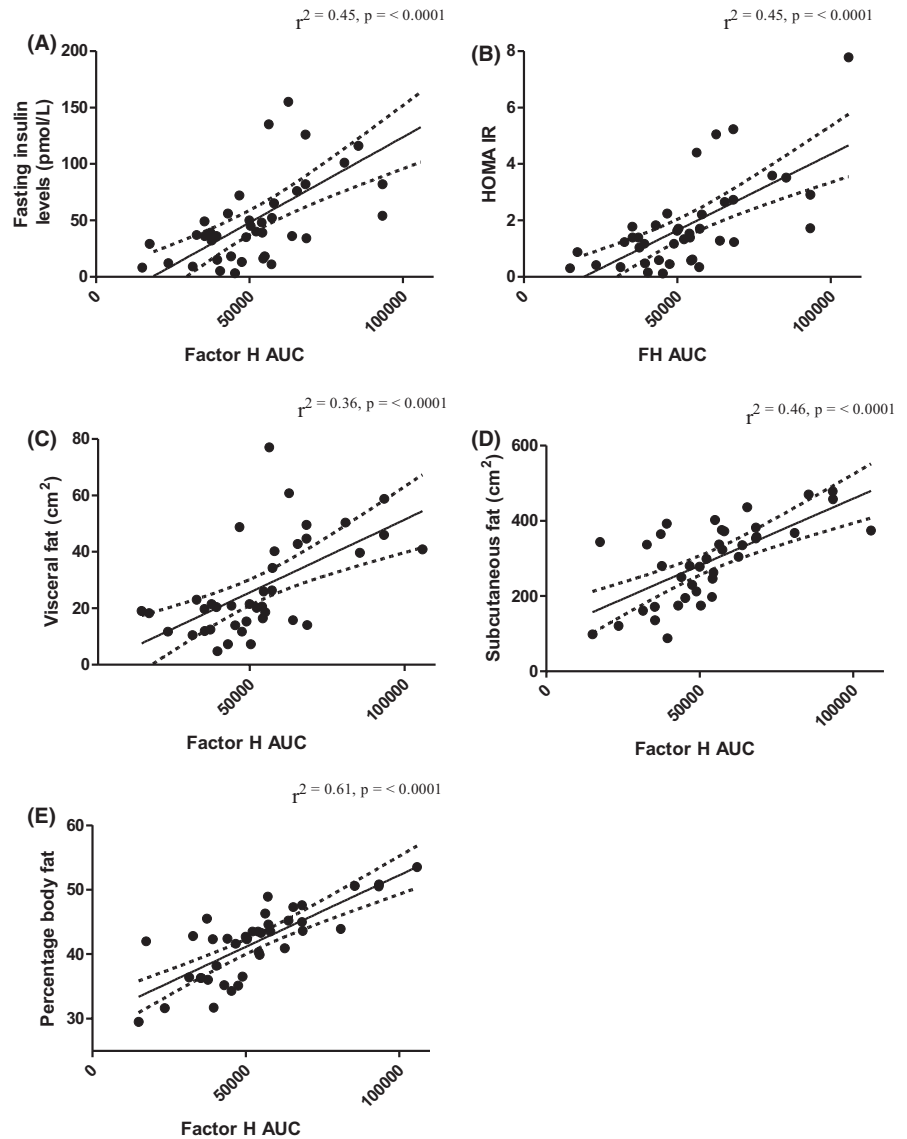 r2 = 0.45, p = < 0.0001
(A)
200
150
100
50
0
Fasting insulin
levels (pmol/L)
0
50000
100000
Factor H AUC
r2 = 0.45, p = < 0.0001
(B)
8
6
4
2
0
HOMA IR
0
50000
100000
FH AUC
r2 = 0.36, p = < 0.0001
(C)
80
60
40
20
0
Visceral fat (cm2)
50000
100000
Factor H AUC
r2 = 0.46, p = < 0.0001
(D)
600
400
200
0
Subcutaneous fat (cm2)
0
50000
100000
Factor H AUC
r2 = 0.61, p = < 0.0001
(E)
60
50
40
30
Percentage body fat
0
50000
100000
Factor H AUC